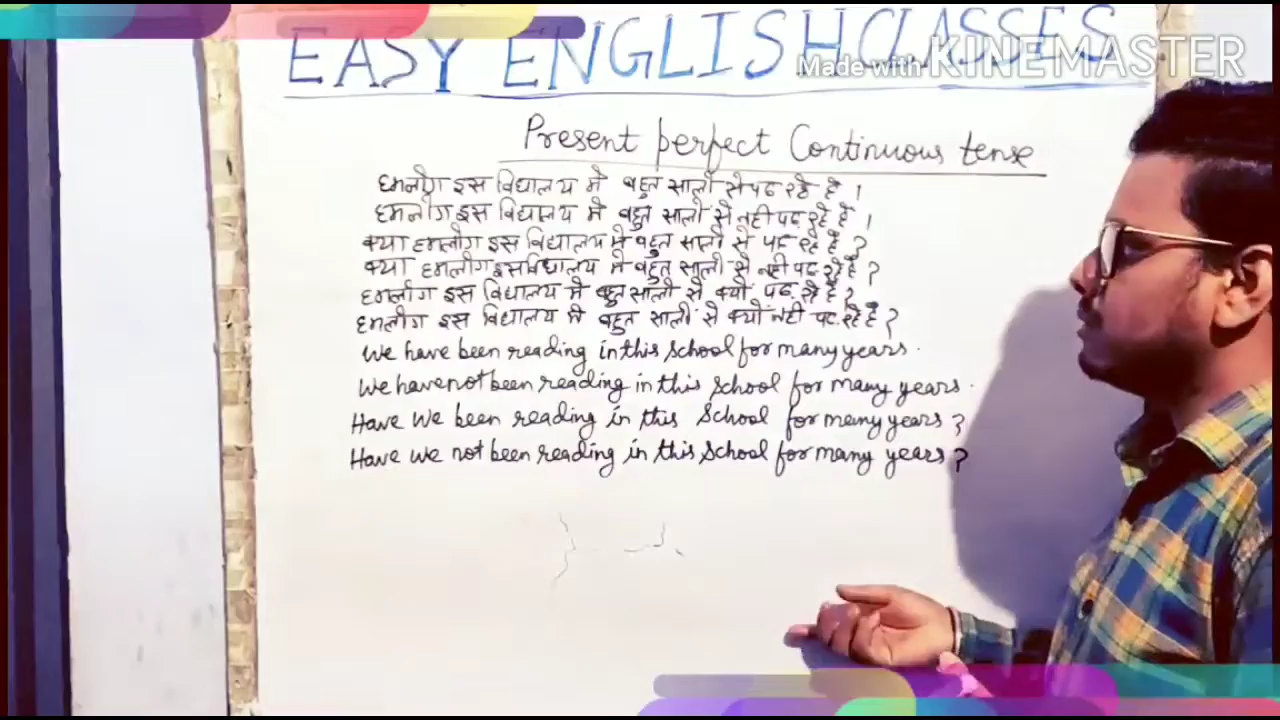 EASY ENGLISH CLASSES
Made with KINEMASTER
Present perfect Continuous tense
हमलोग इस विद्यालय मे बहुत सालो से पढ रहे है ।
हमलोग इस विद्यालय मे बहुत सालो से नही पढ रहे है ।
क्या हमलोग इस विद्यालय मे बहुत सालो से पढ रहे है ?
क्या हमलोग इस विद्यालय मे बहुत सालो से नही पढ रहे है ?
हमलोग इस विद्यालय मे बहुत सालो से क्यो पढ रहे है ?
हमलोग इस विद्यालय मे बहुत सालो से क्यो नही पढ रहे है ?
We have been reading in this school for many years.
We have not been reading in this school for many years.
Have we been reading in this school for many years?
Have we not been reading in this school for many years?